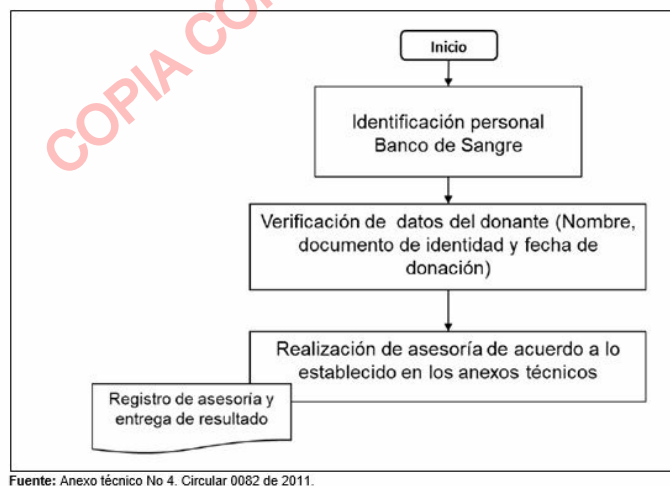 COPIA CO
Inicio
Identificación personal
Banco de Sangre
Verificación de datos del donante (Nombre,
documento de identidad y fecha de
donación)
Realización de asesoría de acuerdo a lo
establecido en los anexos técnicos
Registro de asesoría y
entrega de resultado
Fuente: Anexo técnico No 4. Circular 0082 de 2011.